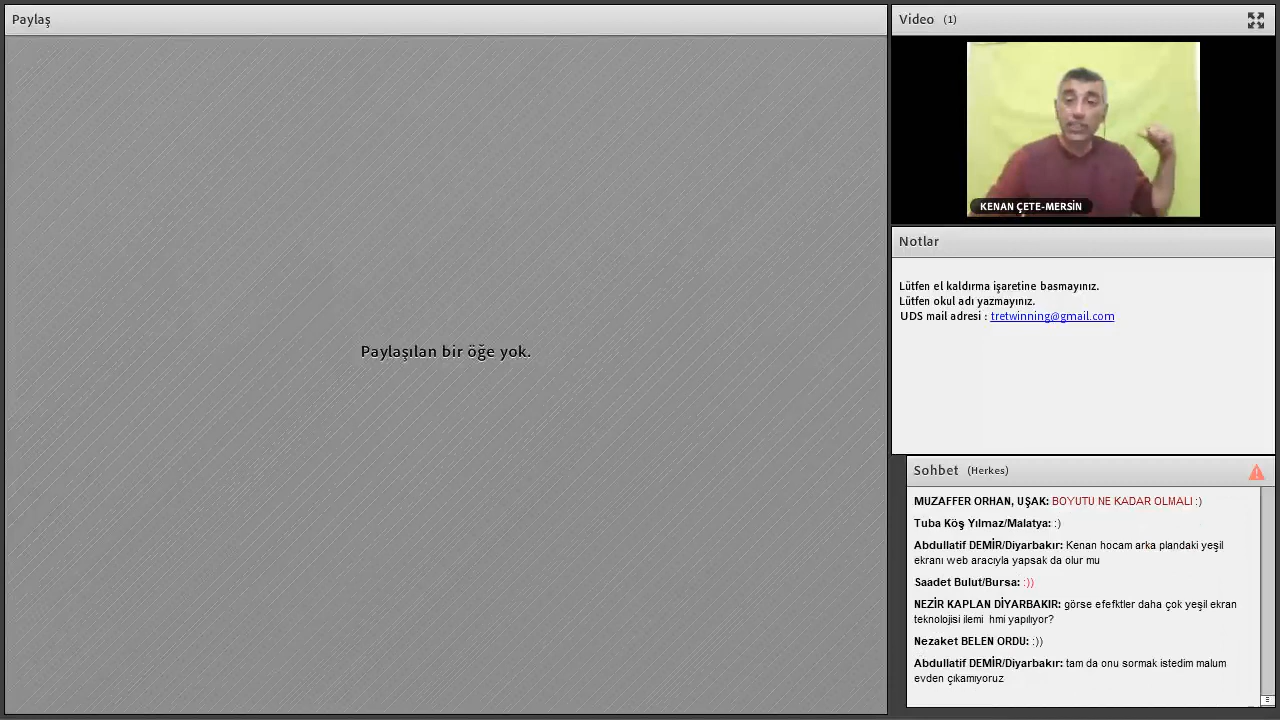 Paylaş
Paylaşılan bir öğe yok.
Video (1)
KENAN ÇETE-MERSİN
Notlar
Lütfen el kaldırma işaretine basmayınız.
Lütfen okul adı yazmayınız.
UDS mail adresi : tretwinning@gmail.com
Sohbet (Herkes)
MUZAFFER ORHAN, UŞAK: BOYUTU NE KADAR OLMALI :)
Tuba Köş Yılmaz/Malatya: :)
Abdullatif DEMİR/Diyarbakır: Kenan hocam arka plandaki yeşil
ekranı web aracıyla yapsak da olur mu
Saadet Bulut/Bursa: :))
NEZİR KAPLAN DİYARBAKIR: görse efefktler daha çok yeşil ekran
teknolojisi ilemi hmi yapılıyor?
Nezaket BELEN ORDU: :))
Abdullatif DEMİR/Diyarbakır: tam da onu sormak istedim malum
evden çıkamıyoruz